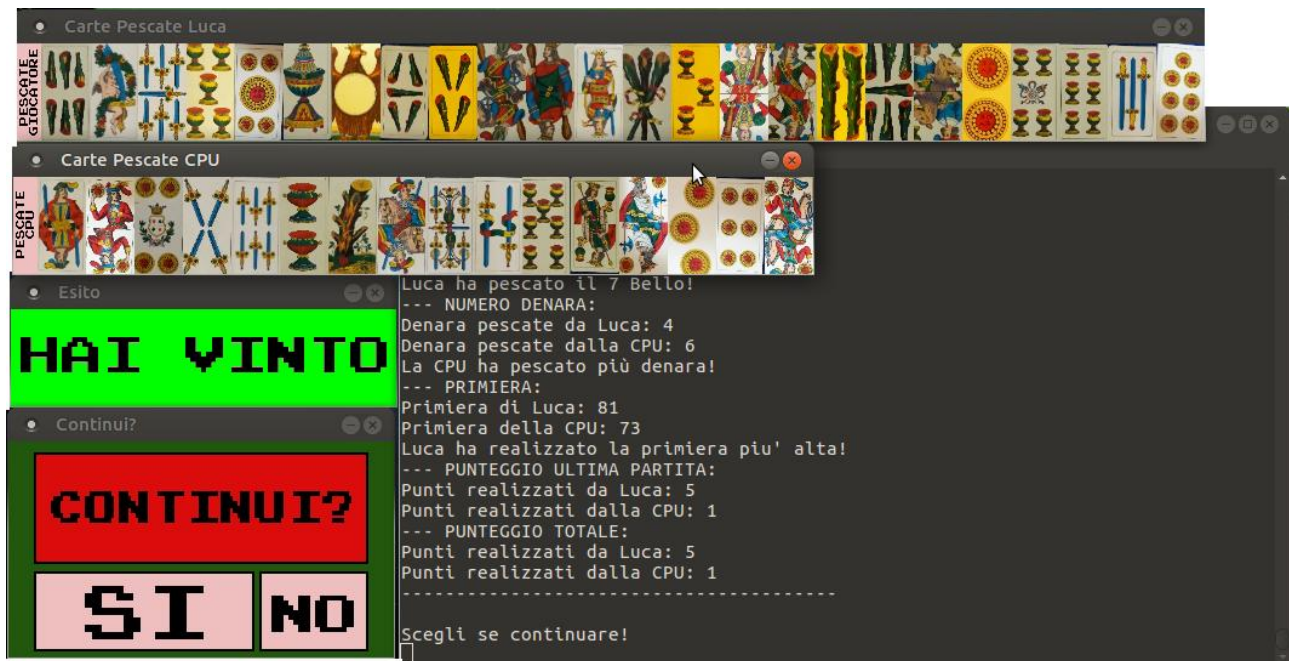 Carte Pescate Luca
PESCATE
GIOCATORE
Carte Pescate CPU
PESCATE
CPU
Esito
HAI VINTO
Continui?
CONTINUI?
SI
NO
Luca ha pescato il 7 Bello!
--- NUMERO DENARA:
Denara pescate da Luca: 4
Denara pescate dalla CPU: 6
La CPU ha pescato più denara!
--- PRIMIERA:
Primiera di Luca: 81
Primiera della CPU: 73
Luca ha realizzato la primiera piu' alta!
--- PUNTEGGIO ULTIMA PARTITA:
Punti realizzati da Luca: 5
Punti realizzati dalla CPU: 1
--- PUNTEGGIO TOTALE:
Punti realizzati da Luca: 5
Punti realizzati dalla CPU: 1
----------------------------------------
Scegli se continuare!